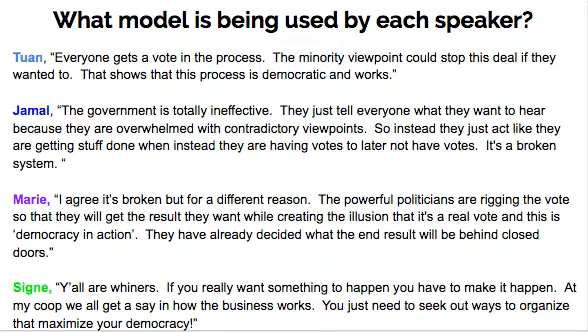 What model is being used by each speaker?
Tuan, “Everyone gets a vote in the process.  The minority viewpoint could stop this deal if they
wanted to.  That shows that this process is democratic and works.”
Jamal, “The government is totally ineffective.  They just tell everyone what they want to hear
because they are overwhelmed with contradictory viewpoints.  So instead they just act like they
are getting stuff done when instead they are having votes to later not have votes.  It's a broken
system. “
Marie, “I agree it’s broken but for a different reason.  The powerful politicians are rigging the vote
so that they will get the result they want while creating the illusion that it's a real vote and this is
‘democracy in action’.  They have already decided what the end result will be behind closed
doors.”
Signe, “Y’all are whiners.  If you really want something to happen you have to make it happen.  At
my coop we all get a say in how the business works.  You just need to seek out ways to organize
that maximize your democracy!”